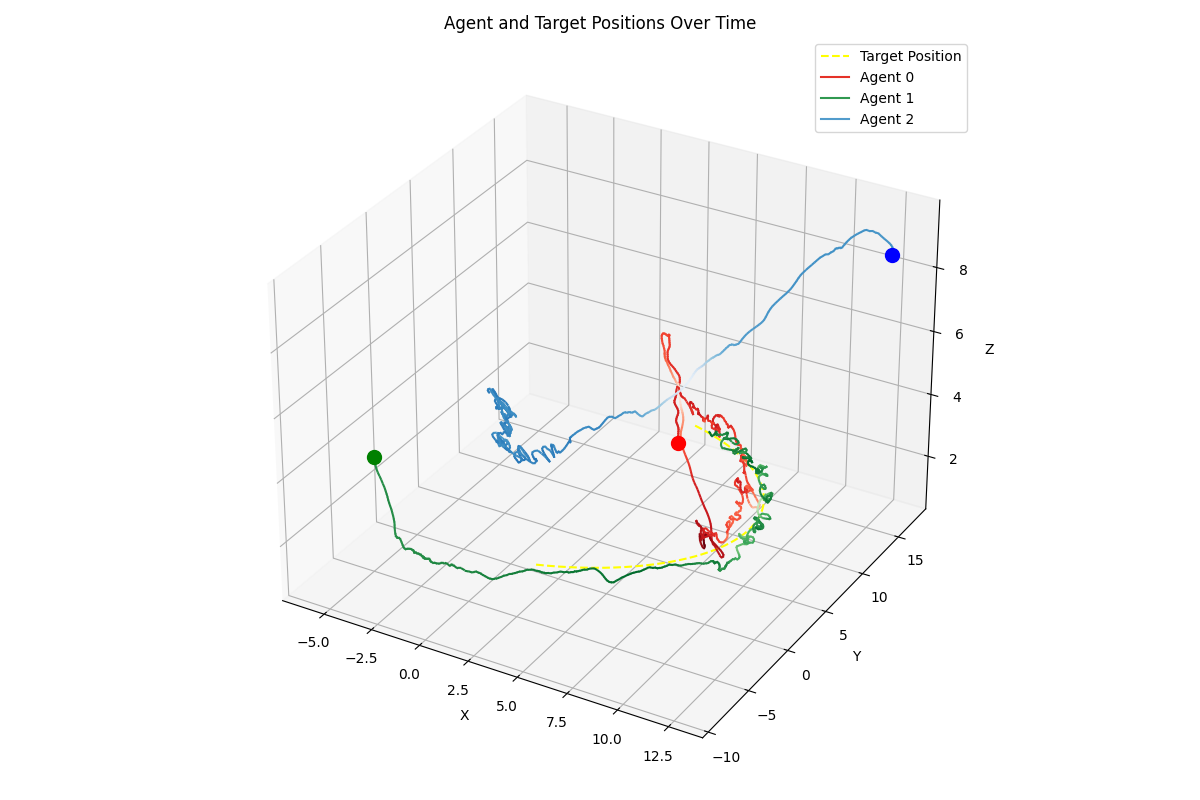 Agent and Target Positions Over Time
Target Position
Agent 0
Agent 1
Agent 2
8
6
4
2
Z
15
10
5
0
−5
−10
Y
−5.0
−2.5
0.0
2.5
5.0
7.5
10.0
12.5
X